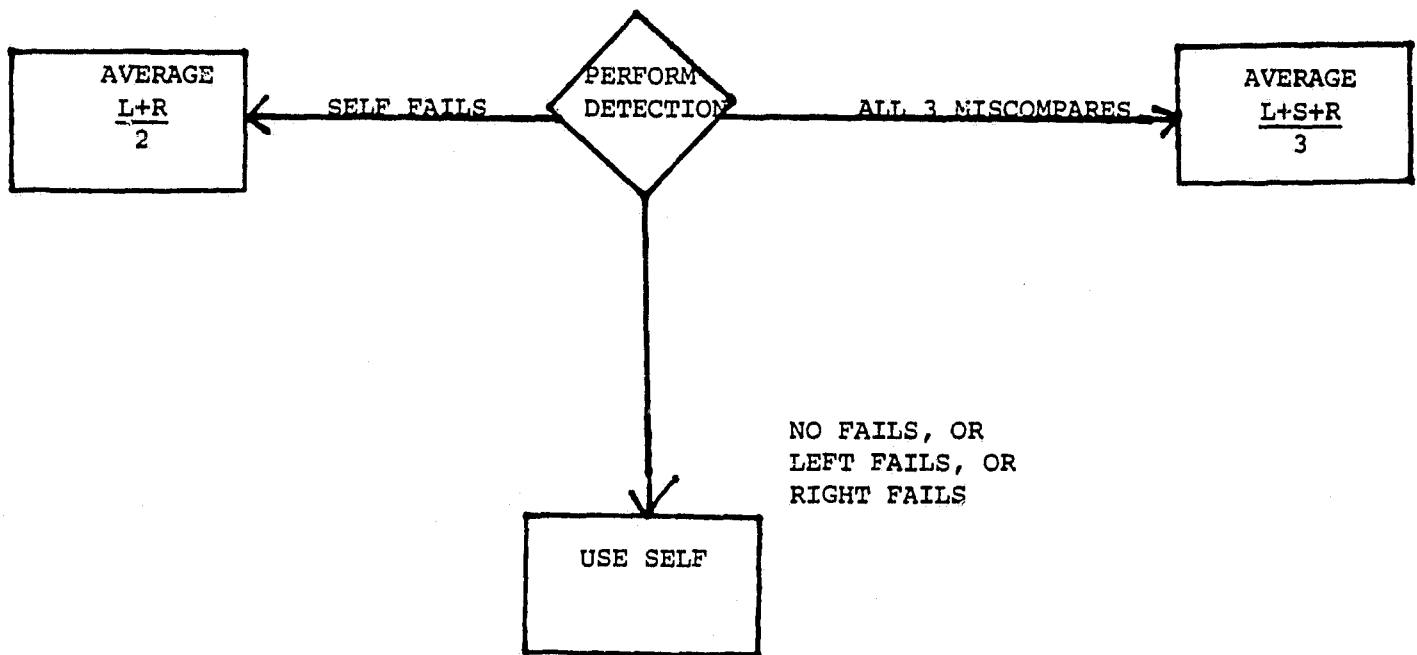 AVERAGE
L+R
2
SELF FAILS
PERFORM
DETECTION
ALL 3 MISCOMPARES
AVERAGE
L+S+R
3
NO FAILS, OR
LEFT FAILS, OR
RIGHT FAILS
USE SELF